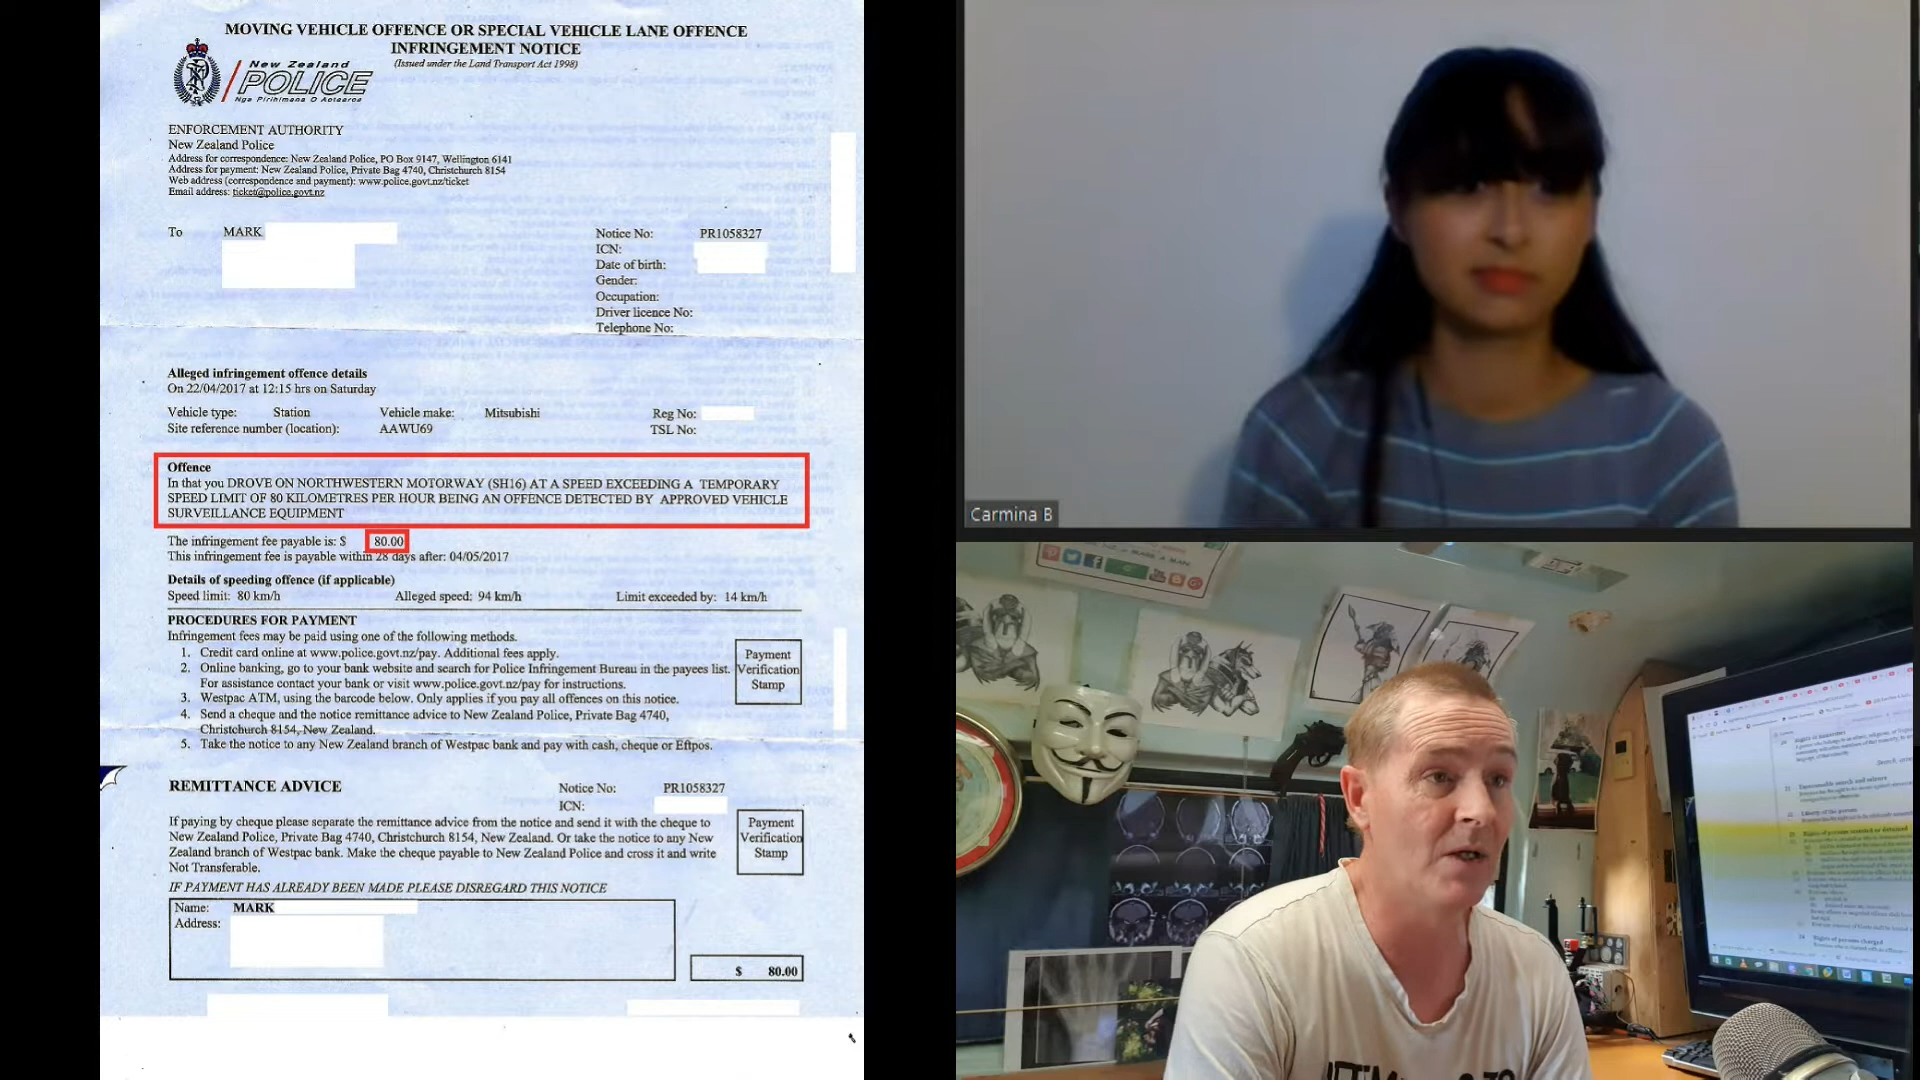 MOVING VEHICLE OFFENCE OR SPECIAL VEHICLE LANE OFFENCE
INFRINGEMENT NOTICE
(Issued under the Land Transport Act 1998)
New Zealand
POLICE
Nga Pirihimana O Aotearoa
ENFORCEMENT AUTHORITY
New Zealand Police
Address for correspondence: New Zealand Police, PO Box 9147, Wellington 6141
Address for payment: New Zealand Police, Private Bag 4740, Christchurch 8154
Web address (correspondence and payment): www.police.govt.nz/ticket
Email address: ticket@police.govt.nz
To MARK
Notice No: PR1058327
ICN:
Date of birth:
Gender:
Occupation:
Driver licence No:
Telephone No:
Alleged infringement offence details
On 22/04/2017 at 12:15 hrs on Saturday
Vehicle type: Station Vehicle make: Mitsubishi Reg No:
Site reference number (location): AAWU69 TSL No:
Offence
In that you DROVE ON NORTHWESTERN MOTORWAY (SH16) AT A SPEED EXCEEDING A TEMPORARY
SPEED LIMIT OF 80 KILOMETRES PER HOUR BEING AN OFFENCE DETECTED BY APPROVED VEHICLE
SURVEILLANCE EQUIPMENT
The infringement fee payable is: $ 80.00
This infringement fee is payable within 28 days after: 04/05/2017
Details of speeding offence (if applicable)
Speed limit: 80 km/h Alleged speed: 94 km/h Limit exceeded by: 14 km/h
PROCEDURES FOR PAYMENT
Infringement fees may be paid using one of the following methods.
1. Credit card online at www.police.govt.nz/pay. Additional fees apply.
2. Online banking, go to your bank website and search for Police Infringement Bureau in the payees list.
For assistance contact your bank or visit www.police.govt.nz/pay for instructions.
3. Westpac ATM, using the barcode below. Only applies if you pay all offences on this notice.
4. Send a cheque and the notice remittance advice to New Zealand Police, Private Bag 4740,
Christchurch 8154, New Zealand.
5. Take the notice to any New Zealand branch of Westpac bank and pay with cash, cheque or Eftpos.
Payment
Verification
Stamp
REMITTANCE ADVICE
Notice No: PR1058327
ICN:
If paying by cheque please separate the remittance advice from the notice and send it with the cheque to
New Zealand Police, Private Bag 4740, Christchurch 8154, New Zealand. Or take the notice to any New
Zealand branch of Westpac bank. Make the cheque payable to New Zealand Police and cross it and write
Not Transferable.
Payment
Verification
Stamp
IF PAYMENT HAS ALREADY BEEN MADE PLEASE DISREGARD THIS NOTICE
Name: MARK
Address:
$ 80.00
Carmina B
A MAN.
Unreasonable search and seizure
Liberty of the person
Rights of persons arrested or detained
Rights of persons charged